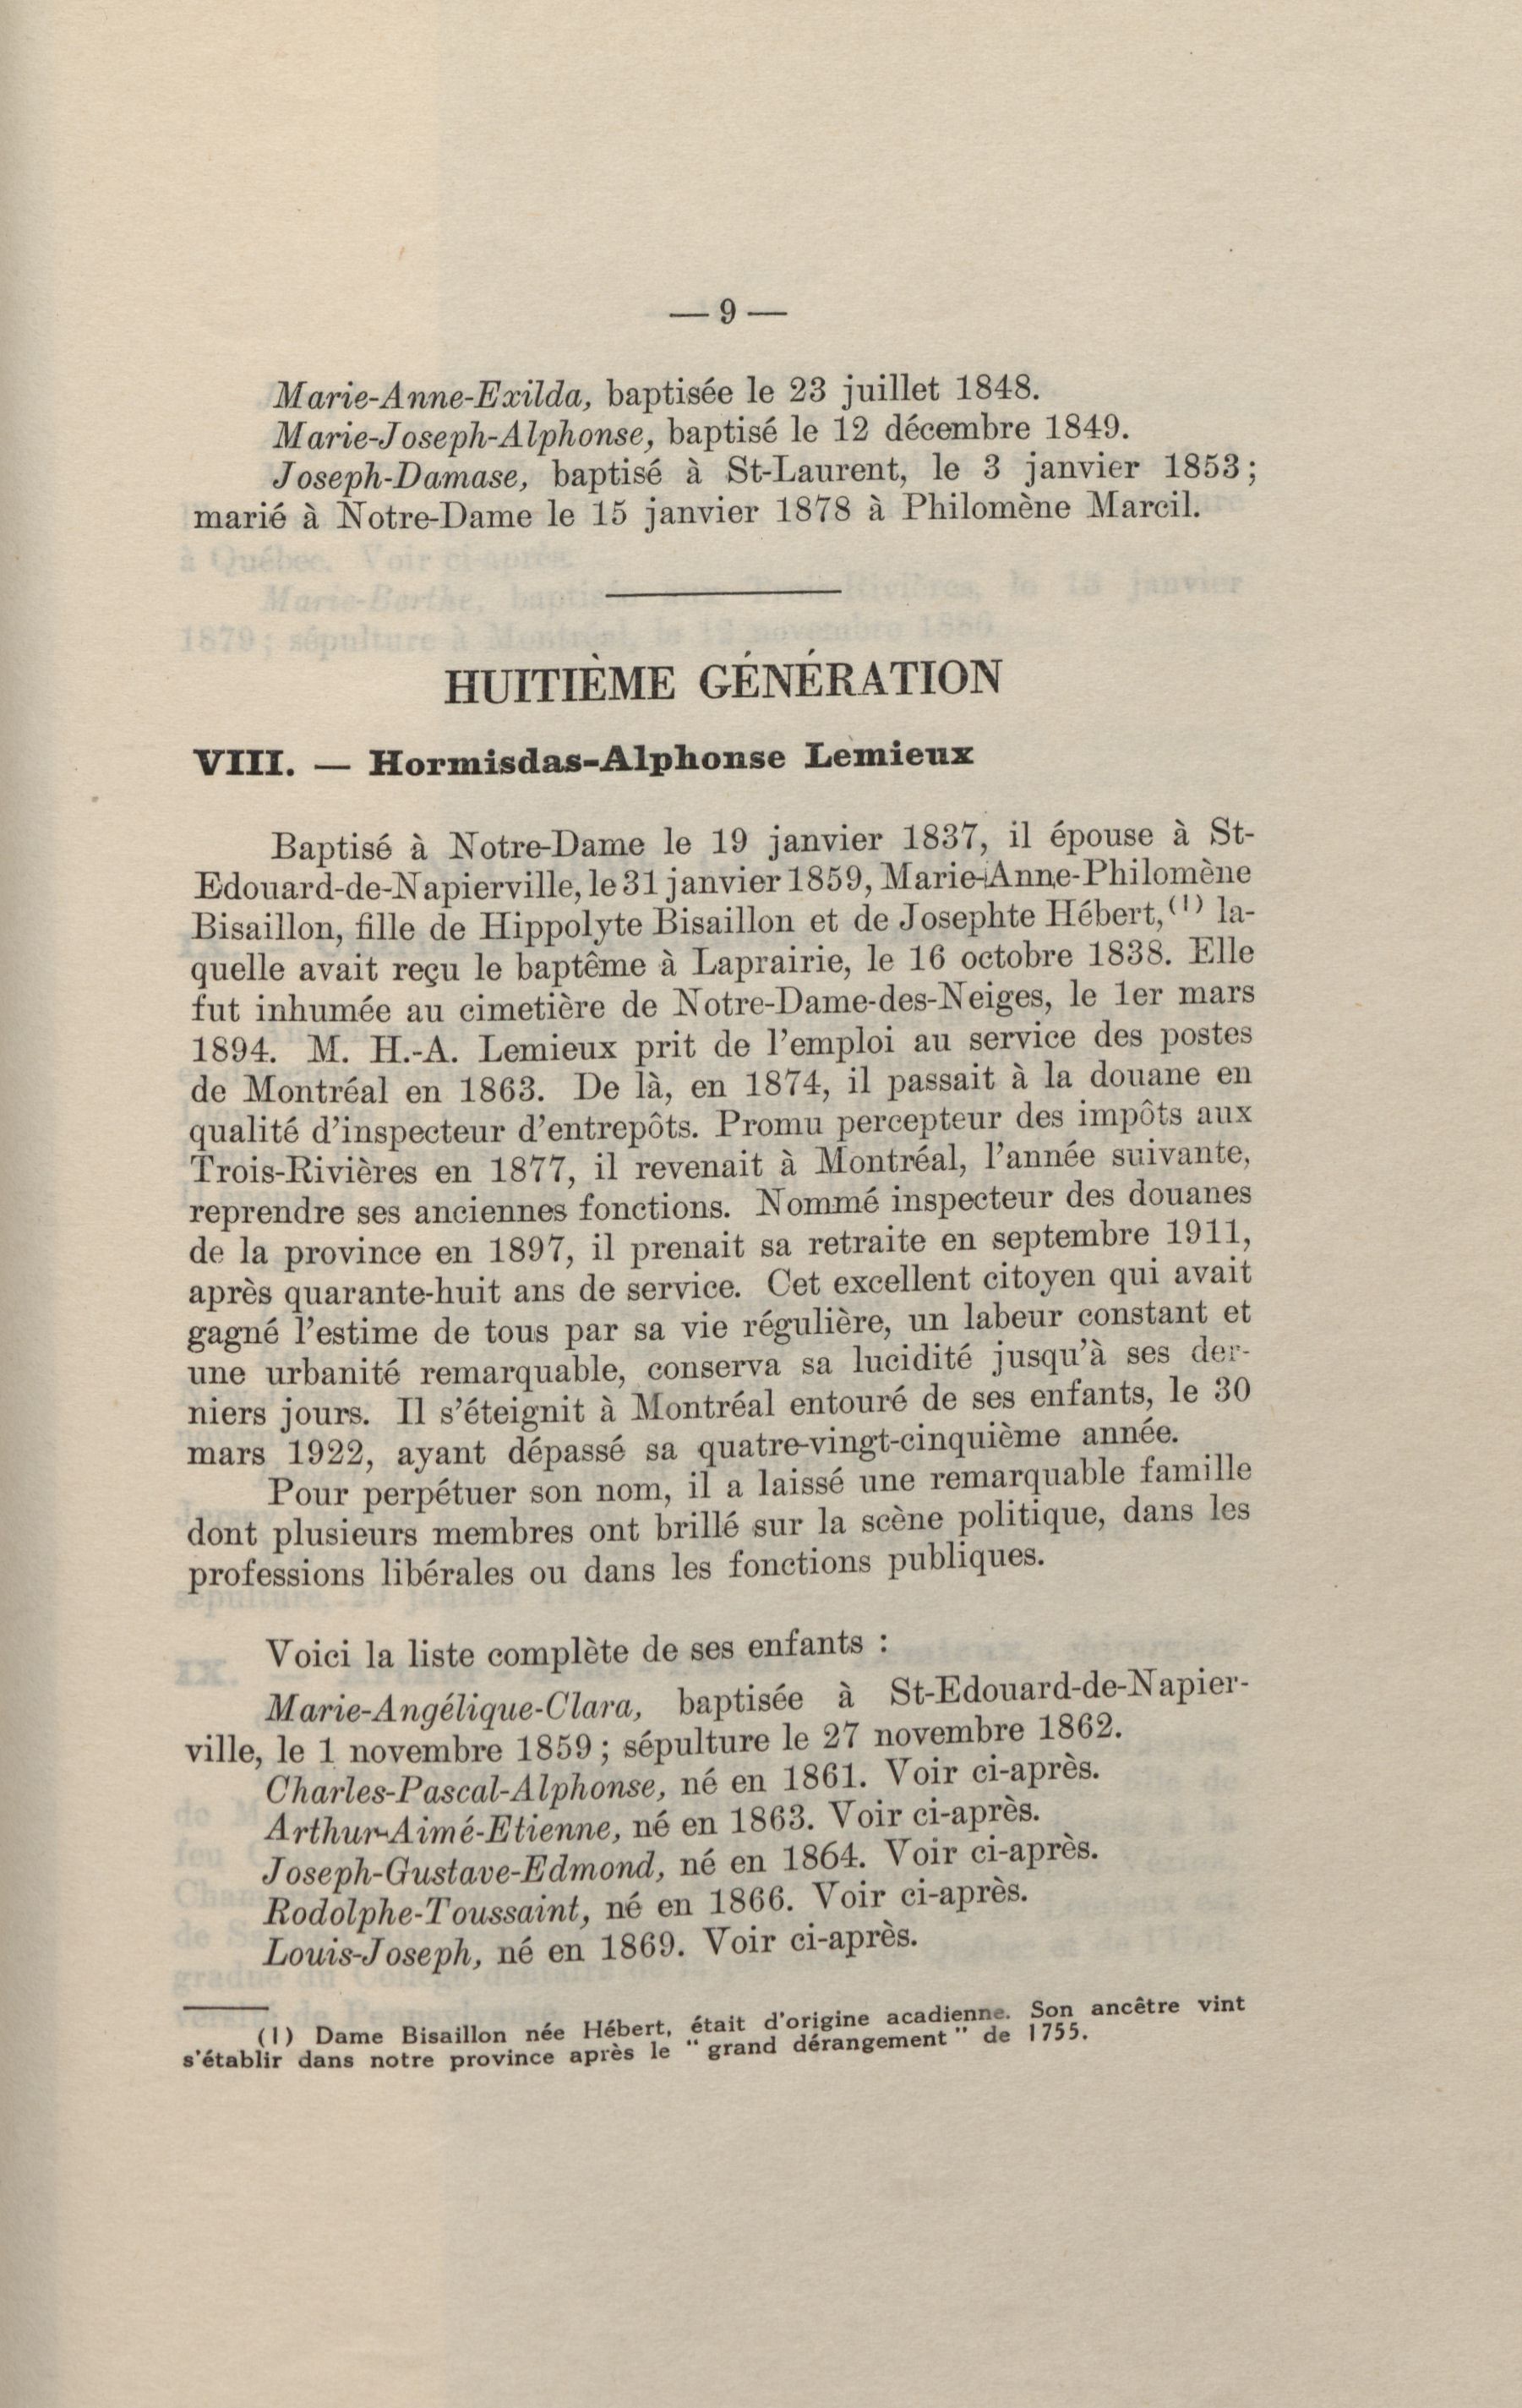 — 9 —
Marie-Anne-Exilda, baptisée le 23 juillet 1848.
Marie-Joseph-Alphonse, baptisé le 12 décembre 1849.
Joseph-Damase, baptisé à St-Laurent, le 3 janvier 1853;
marié à Notre-Dame le 15 janvier 1878 à Philomène Marcil.
HUITIÈME GÉNÉRATION
VIII. — Hormisdas-Alphonse Lemieux
Baptisé à Notre-Dame le 19 janvier 1837, il épouse à St-
Edouard-de-Napierville, le 31 janvier 1859, Marie-Anne-Philomène
Bisaillon, fille de Hippolyte Bisaillon et de Josephte Hébert,(1) la-
quelle avait reçu le baptême à Laprairie, le 16 octobre 1838. Elle
fut inhumée au cimetière de Notre-Dame-des-Neiges, le 1er mars
1894. M. H.-A. Lemieux prit de l'emploi au service des postes
de Montréal en 1863. De là, en 1874, il passait à la douane en
qualité d'inspecteur d'entrepôts. Promu percepteur des impôts aux
Trois-Rivières en 1877, il revenait à Montréal, l'année suivante,
reprendre ses anciennes fonctions. Nommé inspecteur des douanes
de la province en 1897, il prenait sa retraite en septembre 1911,
après quarante-huit ans de service. Cet excellent citoyen qui avait
gagné l'estime de tous par sa vie régulière, un labeur constant et
une urbanité remarquable, conserva sa lucidité jusqu'à ses der-
niers jours. Il s'éteignit à Montréal entouré de ses enfants, le 30
mars 1922, ayant dépassé sa quatre-vingt-cinquième année.
Pour perpétuer son nom, il a laissé une remarquable famille
dont plusieurs membres ont brillé sur la scène politique, dans les
professions libérales ou dans les fonctions publiques.
Voici la liste complète de ses enfants :
Marie-Angélique-Clara, baptisée à St-Edouard-de-Napier-
ville, le 1 novembre 1859; sépulture le 27 novembre 1862.
Charles-Pascal-Alphonse, né en 1861. Voir ci-après.
Arthur-Aimé-Etienne, né en 1863. Voir ci-après.
Joseph-Gustave-Edmond, né en 1864. Voir ci-après.
Rodolphe-Toussaint, né en 1866. Voir ci-après.
Louis-Joseph, né en 1869. Voir ci-après.
(1) Dame Bisaillon née Hébert, était d'origine acadienne. Son ancêtre vint
s'établir dans notre province après le " grand dérangement " de 1755.